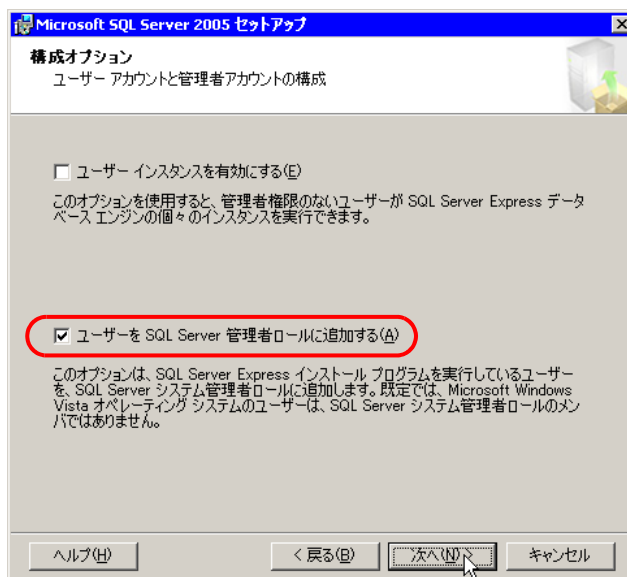 Microsoft SQL Server 2005 セットアップ
構成オプション
ユーザー アカウントと管理者アカウントの構成
ユーザー インスタンスを有効にする(E)
このオプションを使用すると、管理者権限のないユーザーが SQL Server Express データ
ベース エンジンの個々のインスタンスを実行できます。
ユーザーを SQL Server 管理者ロールに追加する(A)
このオプションは、SQL Server Express インストール プログラムを実行しているユーザー
を、SQL Server システム管理者ロールに追加します。既定では、Microsoft Windows
Vista オペレーティング システムのユーザーは、SQL Server システム管理者ロールのメン
バではありません。
ヘルプ(H)
< 戻る(B)
次へ(N) >
キャンセル